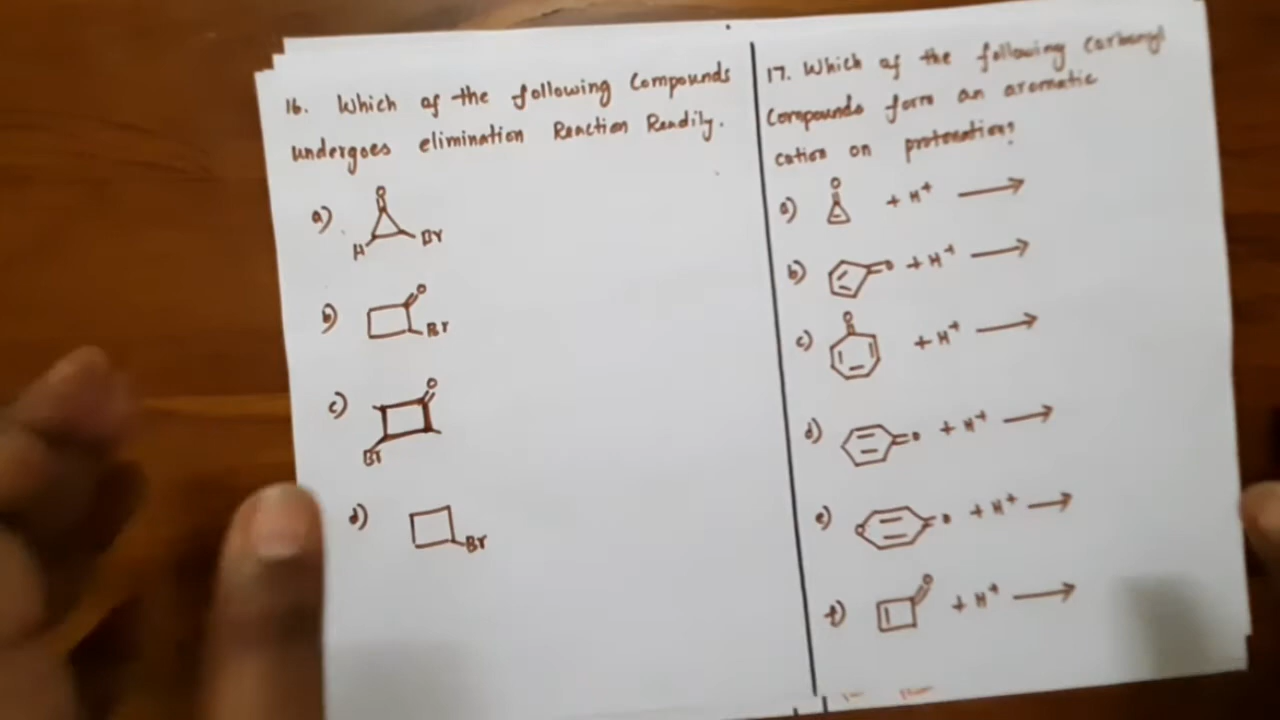 16. Which of the following Compounds
undergoes elimination Reaction Readily.
a)
O
H
Br
b)
O
Br
c)
O
Br
d)
Br
17. Which of the following carbonyl
Compounds form an aromatic
cation on protonation?
a) O + H+
b) O + H+
c) O + H+
d) O + H+
e) O O + H+
f) O + H+